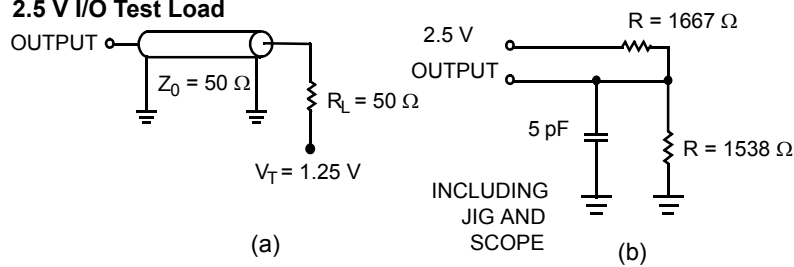 2.5 V I/O Test Load
OUTPUT
Z0 = 50 Ω
RL = 50 Ω
VT = 1.25 V
(a)
2.5 V
OUTPUT
R = 1667 Ω
5 pF
R = 1538 Ω
INCLUDING
JIG AND
SCOPE
(b)